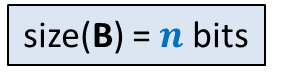 size(B) = n bits